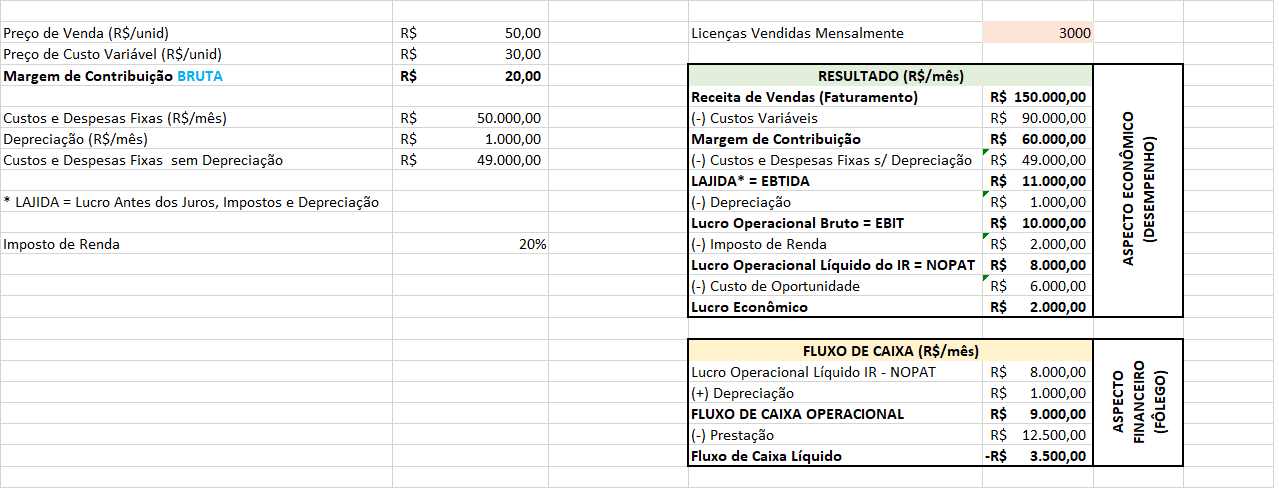 Preço de Venda (R$/unid) R$ 50,00
Preço de Custo Variável (R$/unid) R$ 30,00
Margem de Contribuição BRUTA R$ 20,00
Custos e Despesas Fixas (R$/mês) R$ 50.000,00
Depreciação (R$/mês) R$ 1.000,00
Custos e Despesas Fixas  sem Depreciação R$ 49.000,00
* LAJIDA = Lucro Antes dos Juros, Impostos e Depreciação
Imposto de Renda 20%
Licenças Vendidas Mensalmente 3000
RESULTADO (R$/mês)
Receita de Vendas (Faturamento) R$ 150.000,00
(-) Custos Variáveis R$ 90.000,00
Margem de Contribuição R$ 60.000,00
(-) Custos e Despesas Fixas s/ Depreciação R$ 49.000,00
LAJIDA* = EBTIDA R$ 11.000,00
(-) Depreciação R$ 1.000,00
Lucro Operacional Bruto = EBIT R$ 10.000,00
(-) Imposto de Renda R$ 2.000,00
Lucro Operacional Líquido do IR = NOPAT R$ 8.000,00
(-) Custo de Oportunidade R$ 6.000,00
Lucro Econômico R$ 2.000,00
ASPECTO ECONÔMICO
(DESEMPENHO)
FLUXO DE CAIXA (R$/mês)
Lucro Operacional Líquido IR - NOPAT R$ 8.000,00
(+) Depreciação R$ 1.000,00
FLUXO DE CAIXA OPERACIONAL R$ 9.000,00
(-) Prestação R$ 12.500,00
Fluxo de Caixa Líquido -R$ 3.500,00
ASPECTO
FINANCEIRO
(FÔLEGO)